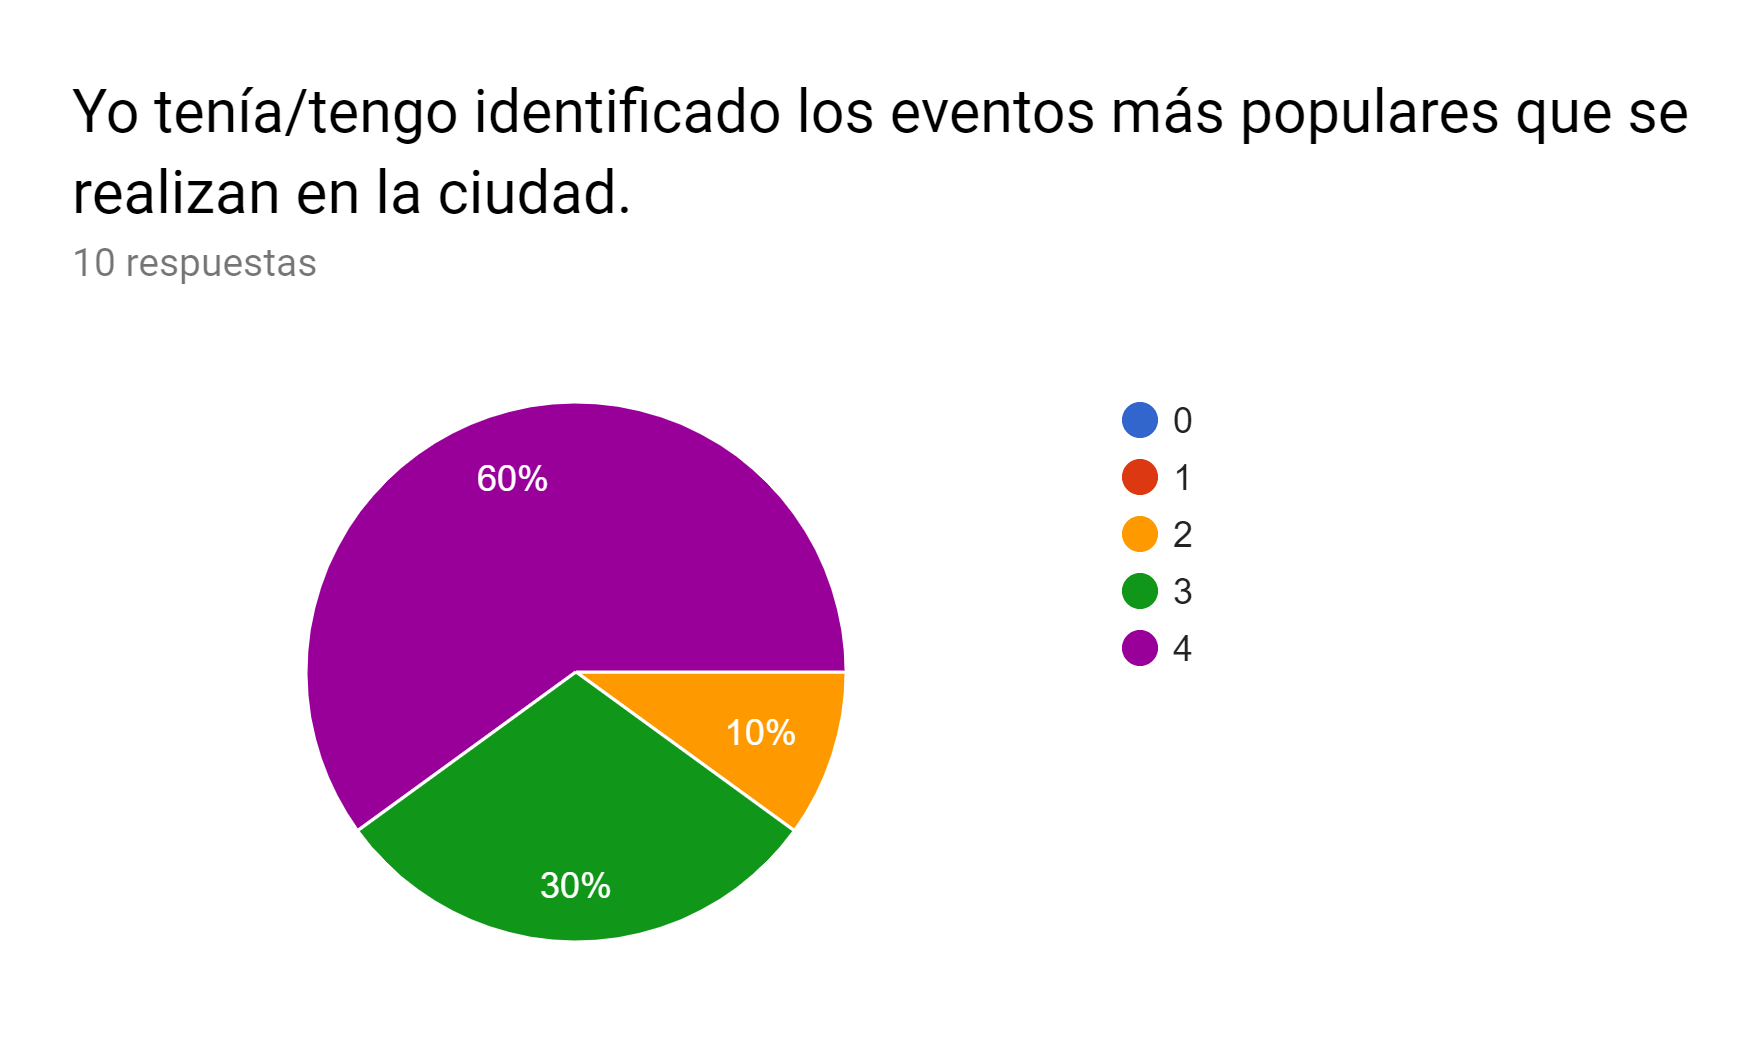 Yo tenía/tengo identificado los eventos más populares que se
realizan en la ciudad.
10 respuestas
60%
10%
30%
0
1
2
3
4